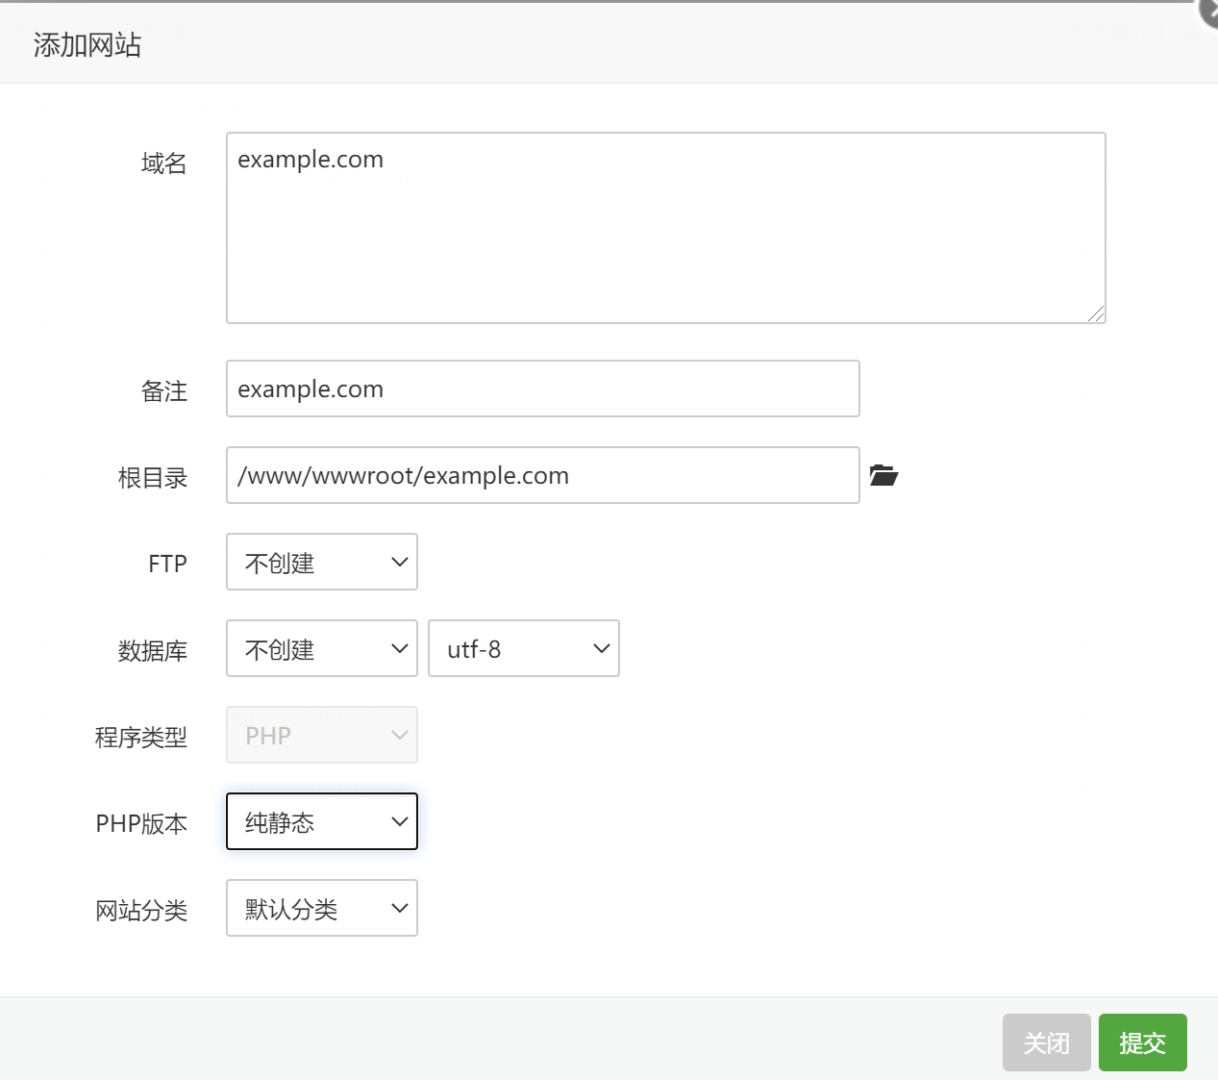 添加网站
域名
example.com
备注
example.com
根目录
/www/wwwroot/example.com
FTP
不创建
数据库
不创建
utf-8
程序类型
PHP
PHP版本
纯静态
网站分类
默认分类
关闭
提交